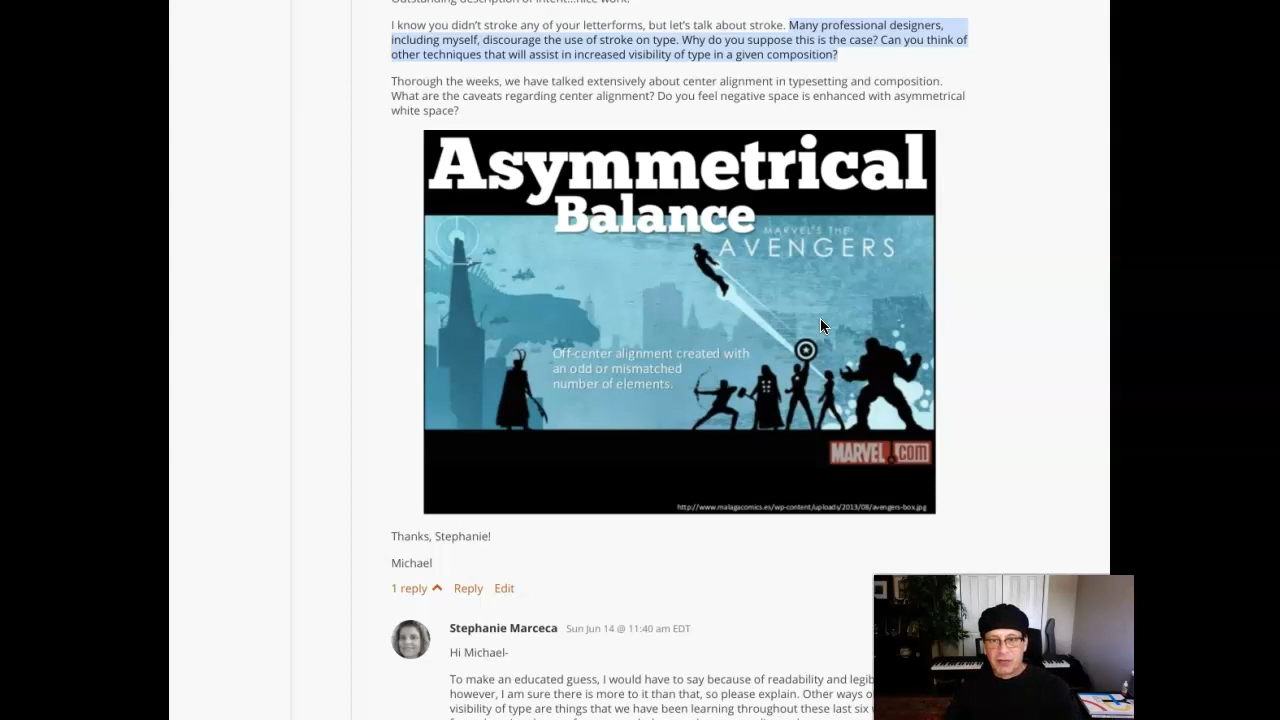 I know you didn't stroke any of your letterforms, but let's talk about stroke. Many professional designers,
including myself, discourage the use of stroke on type. Why do you suppose this is the case? Can you think of
other techniques that will assist in increased visibility of type in a given composition?
Thorough the weeks, we have talked extensively about center alignment in typesetting and composition.
What are the caveats regarding center alignment? Do you feel negative space is enhanced with asymmetrical
white space?
Asymmetrical
Balance
MARVEL'S THE
AVENGERS
Off-center alignment created with
an odd or mismatched
number of elements.
MARVEL.com
http://www.malagacomics.es/wp-content/uploads/2013/08/avengers-box.jpg
Thanks, Stephanie!
Michael
1 reply Reply Edit
Stephanie Marceca Sun Jun 14 @ 11:40 am EDT
Hi Michael-
To make an educated guess, I would have to say because of readability and legib
however, I am sure there is more to it than that, so please explain. Other ways o
visibility of type are things that we have been learning throughout these last six